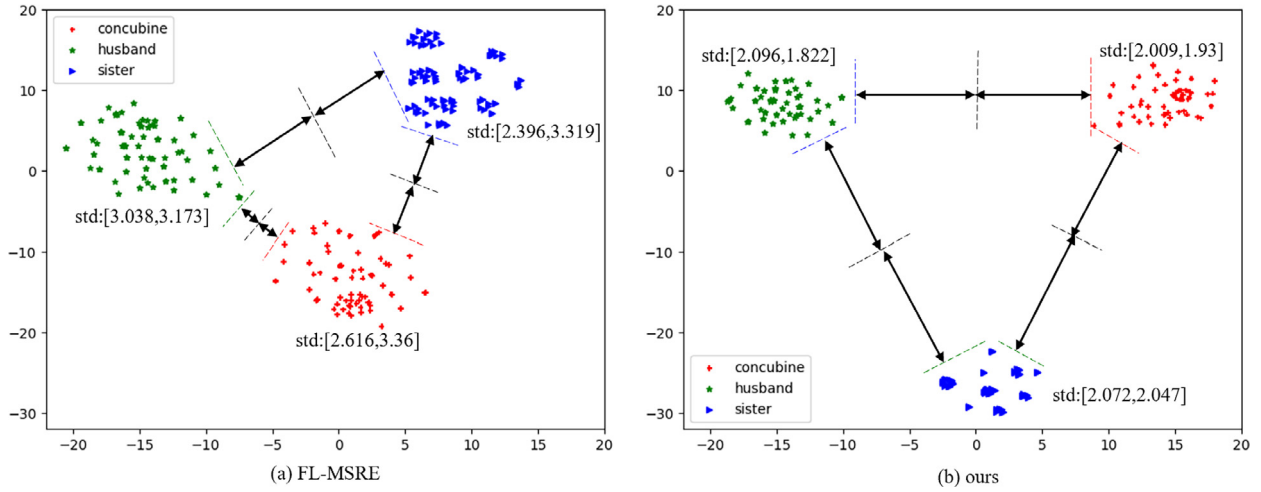 20
10
0
−10
−20
−30
−20
−15
−10
−5
0
5
10
15
20
concubine
husband
sister
std:[2.396,3.319]
std:[3.038,3.173]
std:[2.616,3.36]
(a) FL-MSRE
20
10
0
−10
−20
−30
−20
−15
−10
−5
0
5
10
15
20
std:[2.096,1.822]
std:[2.009,1.93]
concubine
husband
sister
std:[2.072,2.047]
(b) ours